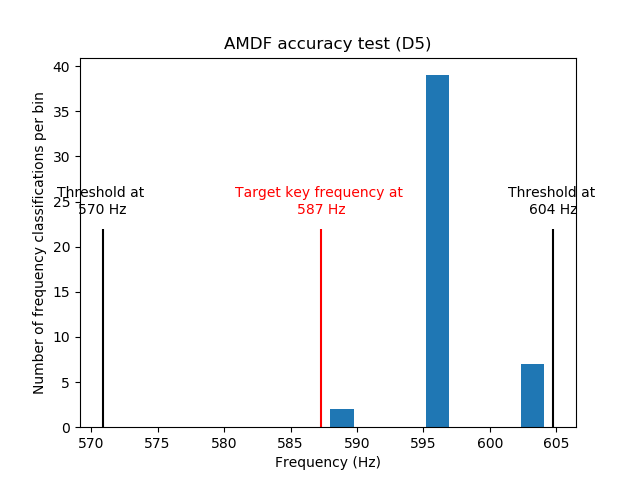 AMDF accuracy test (D5)
Number of frequency classifications per bin
40
35
30
25
20
15
10
5
0
Threshold at
570 Hz
Target key frequency at
587 Hz
Threshold at
604 Hz
570 575 580 585 590 595 600 605
Frequency (Hz)